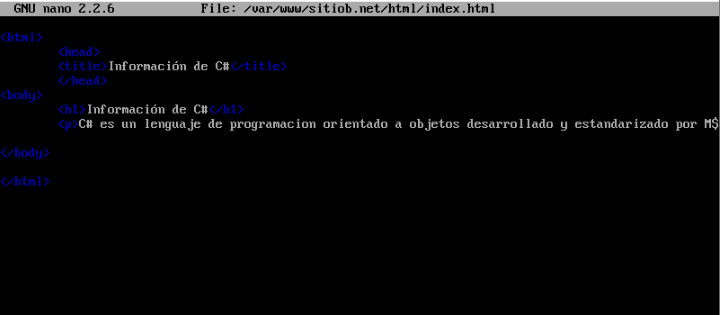 GNU nano 2.2.6 File: /var/www/sitiob.net/html/index.html
<html>
<head>
<title>Información de C#</title>
</head>
<body>
<h1>Información de C#</h1>
<p>C# es un lenguaje de programacion orientado a objetos desarrollado y estandarizado por M$
</body>
</html>